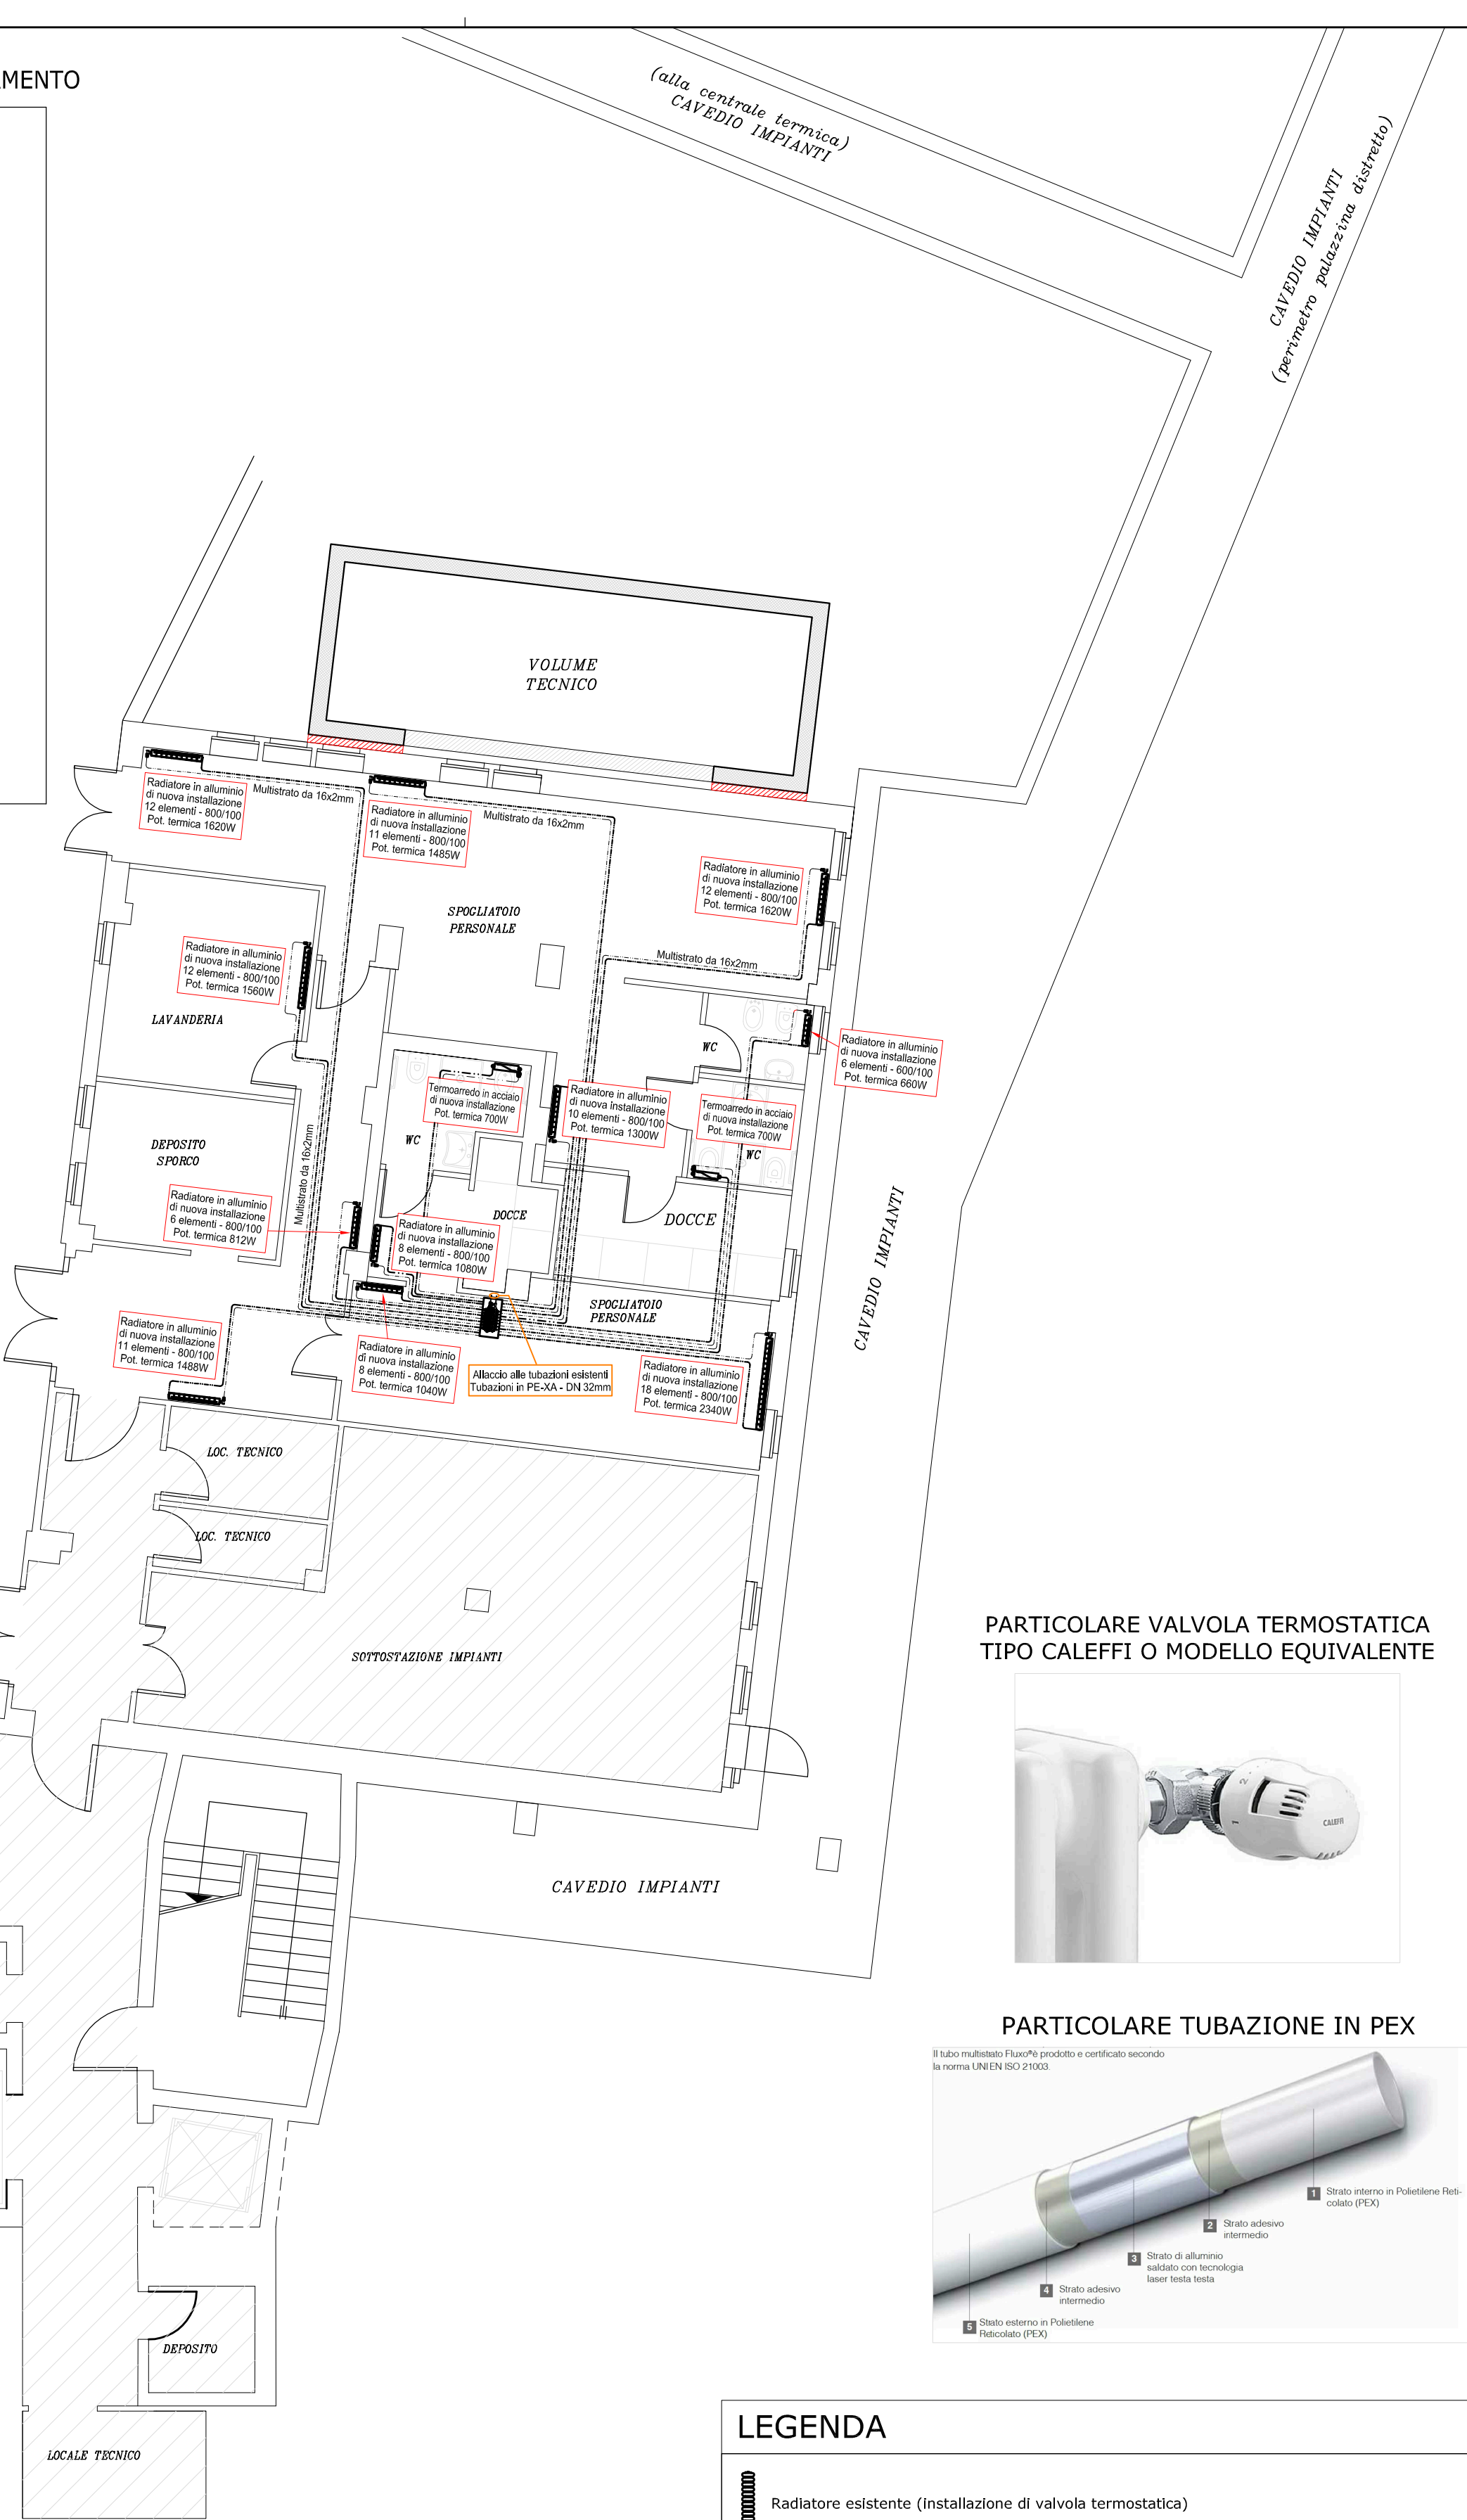 AMENTO
(alla centrale termica)
CAVEDIO IMPIANTI
CAVEDIO IMPIANTI
(perimetro palazzina distretto)
VOLUME
TECNICO
Radiatore in alluminio
di nuova installazione
12 elementi - 800/100
Pot. termica 1620W
Multistrato da 16x2mm
Radiatore in alluminio
di nuova installazione
11 elementi - 800/100
Pot. termica 1485W
Multistrato da 16x2mm
Radiatore in alluminio
di nuova installazione
12 elementi - 800/100
Pot. termica 1620W
SPOGLIATOIO
PERSONALE
Radiatore in alluminio
di nuova installazione
12 elementi - 800/100
Pot. termica 1560W
Multistrato da 16x2mm
LAVANDERIA
WC
Radiatore in alluminio
di nuova installazione
6 elementi - 600/100
Pot. termica 660W
Termoarredo in acciaio
di nuova installazione
Pot. termica 700W
Radiatore in alluminio
di nuova installazione
10 elementi - 800/100
Pot. termica 1300W
Termoarredo in acciaio
di nuova installazione
Pot. termica 700W
WC
WC
DEPOSITO
SPORCO
Multistrato da 16x2mm
Radiatore in alluminio
di nuova installazione
6 elementi - 800/100
Pot. termica 812W
DOCCE
DOCCE
Radiatore in alluminio
di nuova installazione
8 elementi - 800/100
Pot. termica 1080W
CAVEDIO IMPIANTI
SPOGLIATOIO
PERSONALE
Radiatore in alluminio
di nuova installazione
11 elementi - 800/100
Pot. termica 1488W
Radiatore in alluminio
di nuova installazione
8 elementi - 800/100
Pot. termica 1040W
Allaccio alle tubazioni esistenti
Tubazioni in PE-XA - DN 32mm
Radiatore in alluminio
di nuova installazione
18 elementi - 800/100
Pot. termica 2340W
LOC. TECNICO
LOC. TECNICO
SOTTOSTAZIONE IMPIANTI
PARTICOLARE VALVOLA TERMOSTATICA
TIPO CALEFFI O MODELLO EQUIVALENTE
2
1
CALEFFI
CAVEDIO IMPIANTI
PARTICOLARE TUBAZIONE IN PEX
Il tubo multistrato Fluxo®è prodotto e certificato secondo
la norma UNI EN ISO 21003.
1 Strato interno in Polietilene Reti-
colato (PEX)
2 Strato adesivo
intermedio
3 Strato di alluminio
saldato con tecnologia
laser testa testa
4 Strato adesivo
intermedio
5 Strato esterno in Polietilene
Reticolato (PEX)
DEPOSITO
LOCALE TECNICO
LEGENDA
Radiatore esistente (installazione di valvola termostatica)